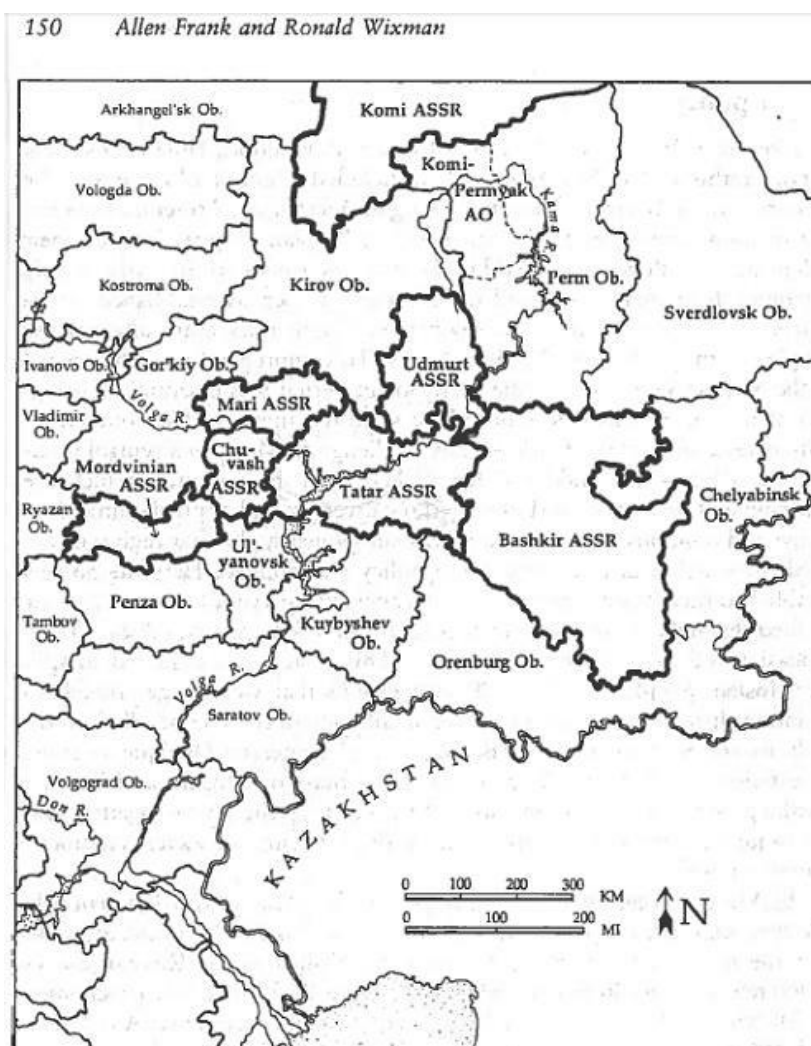 150 Allen Frank and Ronald Wixman
Arkhangel'sk Ob.
Komi ASSR
Vologda Ob.
Komi-
Permyak
AO
Kama R.
Kostroma Ob.
Kirov Ob.
Perm Ob.
Sverdlovsk Ob.
Ivanovo Ob.
Gor'kiy Ob.
Udmurt
ASSR
Volga R.
Mari ASSR
Vladimir
Ob.
Chu-
vash
ASSR
Mordvinian
ASSR
Tatar ASSR
Chelyabinsk
Ob.
Ryazan
Ob.
Bashkir ASSR
Ul'
yanovsk
Ob.
Penza Ob.
Tambov
Ob.
Kuybyshev
Ob.
Orenburg Ob.
Volga R.
Saratov Ob.
Volgograd Ob.
Don R.
KAZAKHSTAN
0 100 200 300 KM
0 100 200 MI
N